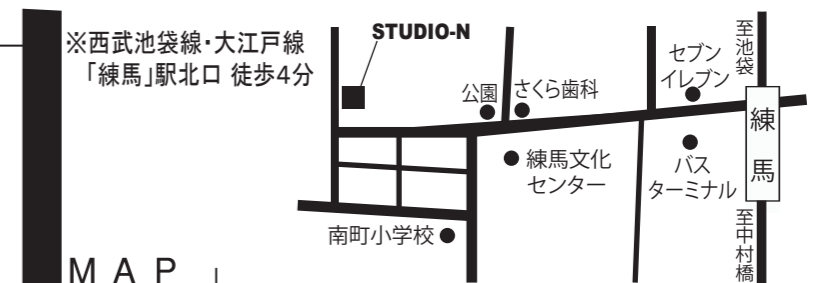 ※西武池袋線・大江戸線
「練馬」駅北口 徒歩4分
STUDIO-N
公園
さくら歯科
セブン
イレブン
至池袋
練馬
練馬文化
センター
バス
ターミナル
南町小学校
至中村橋
MAP